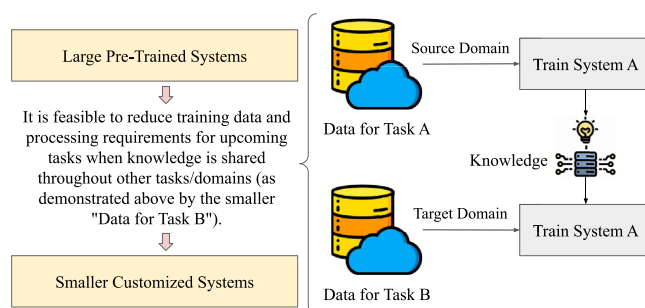 Large Pre-Trained Systems
It is feasible to reduce training data and
processing requirements for upcoming
tasks when knowledge is shared
throughout other tasks/domains (as
demonstrated above by the smaller
"Data for Task B").
Smaller Customized Systems
Data for Task A
Source Domain
Train System A
Knowledge
Data for Task B
Target Domain
Train System A